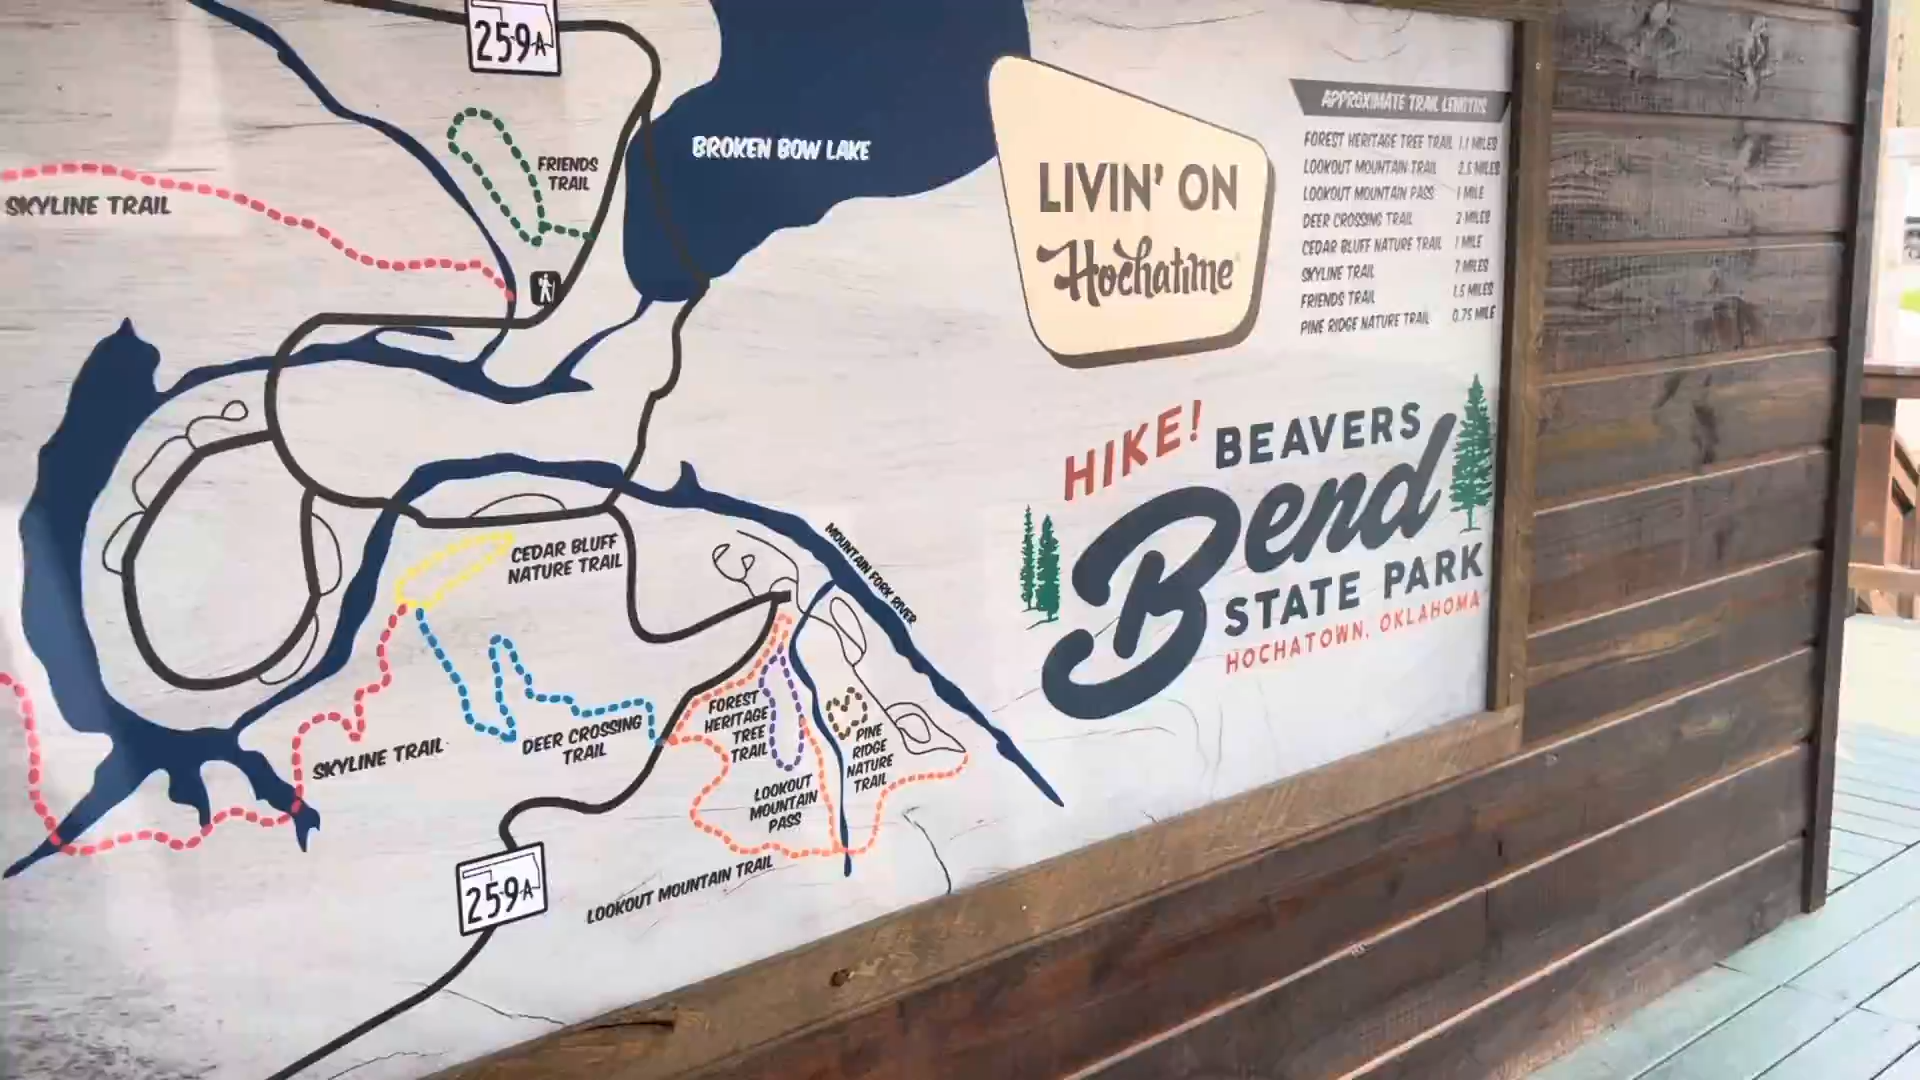 259A
BROKEN BOW LAKE
FRIENDS
TRAIL
SKYLINE TRAIL
CEDAR BLUFF
NATURE TRAIL
MOUNTAIN FORK RIVER
SKYLINE TRAIL
DEER CROSSING
TRAIL
FOREST
HERITAGE
TREE
TRAIL
PINE
RIDGE
NATURE
TRAIL
LOOKOUT
MOUNTAIN
PASS
LOOKOUT MOUNTAIN TRAIL
259A
LIVIN' ON
Hochatime
APPROXIMATE TRAIL LENGTHS
FOREST HERITAGE TREE TRAIL 1.1 MILES
LOOKOUT MOUNTAIN TRAIL 2.5 MILES
LOOKOUT MOUNTAIN PASS 1 MILE
DEER CROSSING TRAIL 2 MILES
CEDAR BLUFF NATURE TRAIL 1 MILE
SKYLINE TRAIL 7 MILES
FRIENDS TRAIL 1.5 MILES
PINE RIDGE NATURE TRAIL 0.75 MILE
HIKE! BEAVERS
Bend
STATE PARK
HOCHATOWN, OKLAHOMA